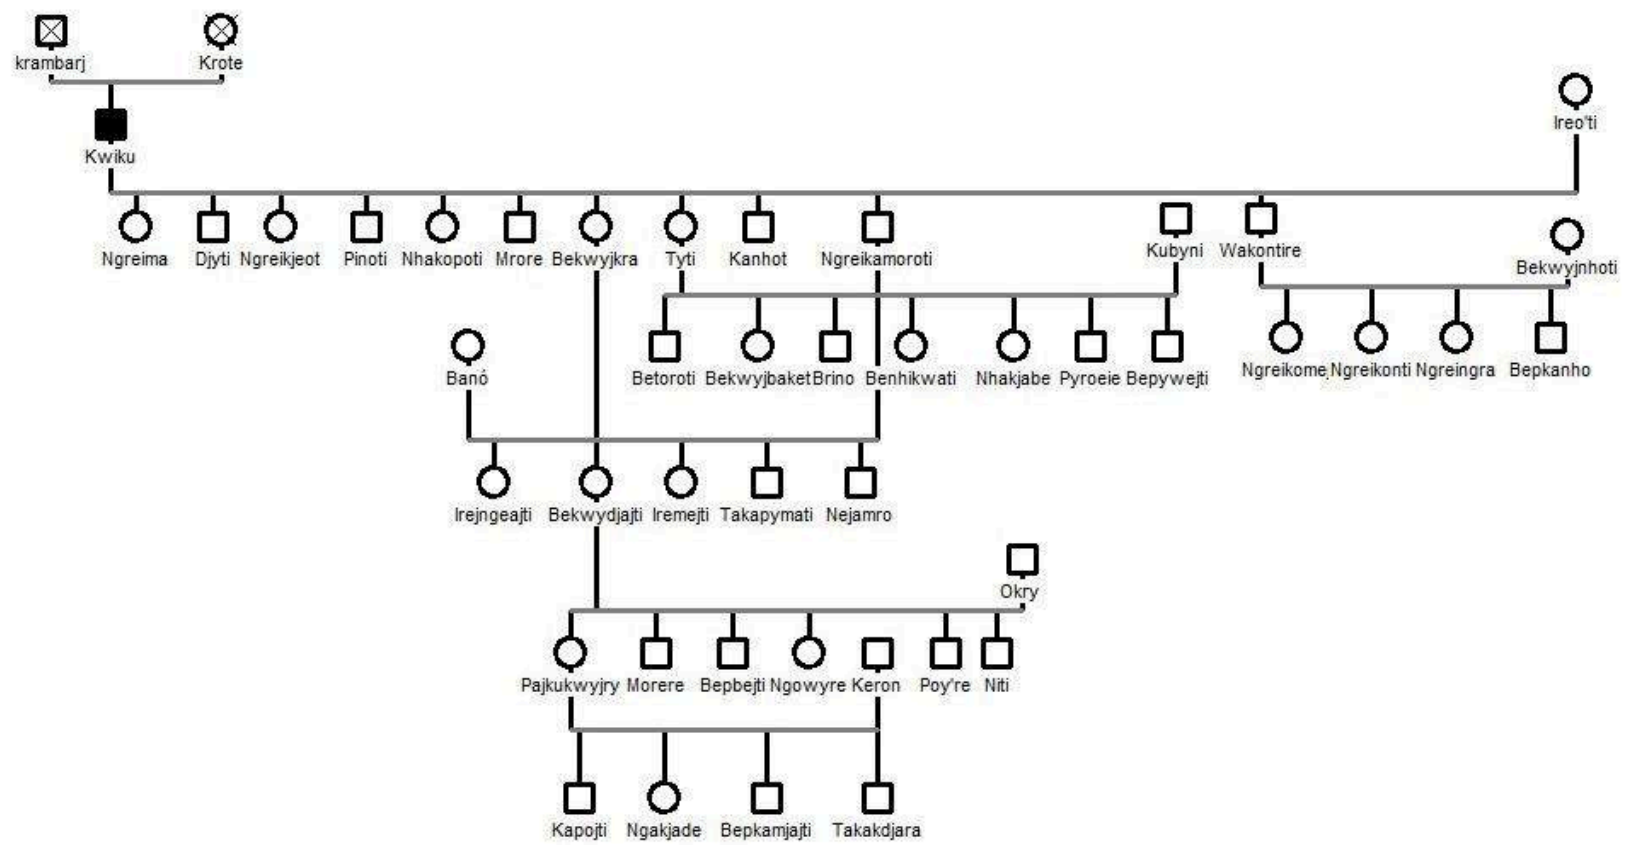 krambarj Krote
Ireo'ti
Kwiku
Ngreima Djyti Ngreikjeot Pinoti Nhakopoti Mrore Bekwyjkra Tyti Kanhot Ngreikamoroti Kubyni Wakontire
Bekwyjnhoti
Banó Betoroti Bekwyjbaket Brino Benhikwati Nhakjabe Pyroeie Bepywejti Ngreikomej Ngreikonti Ngreingra Bepkanho
Irejngeajti Bekwydjajti Iremejti Takapymati Nejamro
Okry
Pajkukwyjry Morere Bepbejti Ngowyre Keron Poy're Niti
Kapojti Ngakjade Bepkamjajti Takakdjara